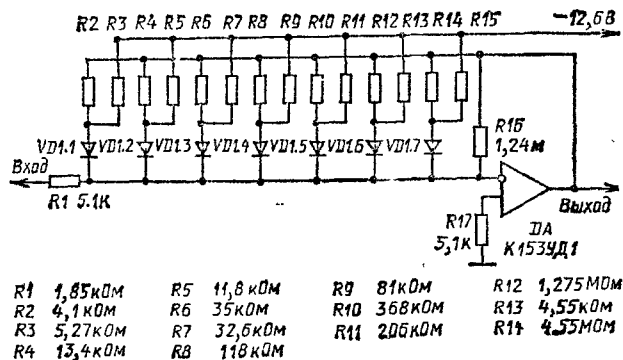 R2 R3 R4 R5 R6 R7 R8 R9 R10 R11 R12 R13 R14 R15
-12,6В
VD1.1 VD1.2 VD1.3 VD1.4 VD1.5 VD1.6 VD1.7
R16
1,24м
Вход
R1 5.1К
R17
5,1к
DA
К153УД1
Выход
R1 1,85кОм
R2 4,1кОм
R3 5,27кОм
R4 13,4кОм
R5 11,8кОм
R6 35кОм
R7 32,6кОм
R8 118кОм
R9 81кОм
R10 368кОм
R11 206кОм
R12 1,275МОм
R13 4,55кОм
R14 4.55МОм